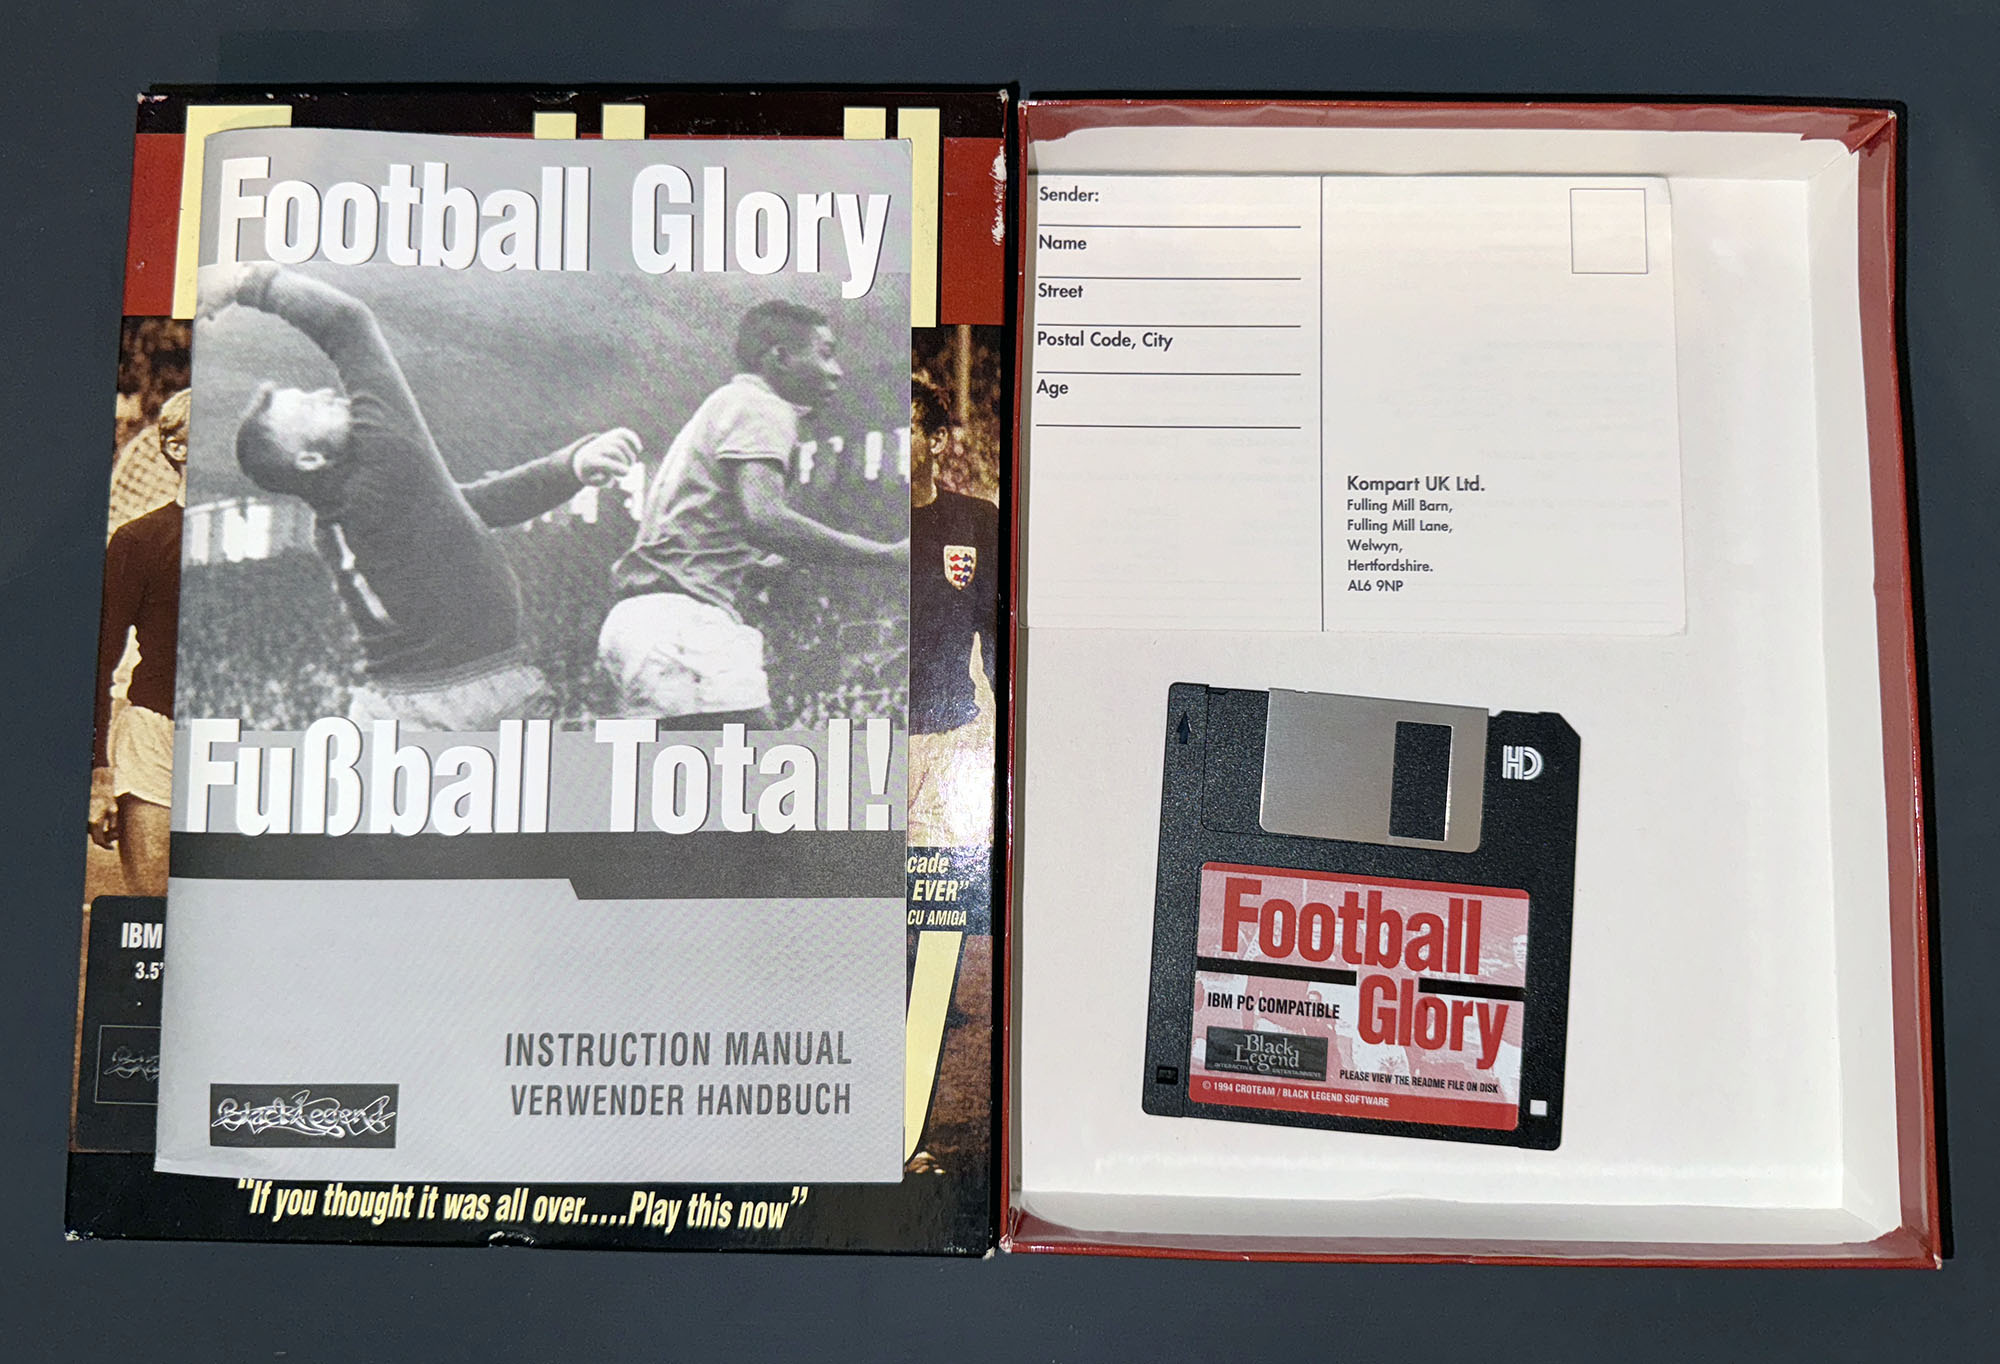 Football Glory
Fußball Total!
INSTRUCTION MANUAL
VERWENDER HANDBUCH
Black Legend
cade
EVER”
CU AMIGA
IBM
3.5”
“If you thought it was all over.....Play this now”
Sender:
Name
Street
Postal Code, City
Age
Kompart UK Ltd.
Fulling Mill Barn,
Fulling Mill Lane,
Welwyn,
Hertfordshire.
AL6 9NP
HD
Football
Glory
IBM PC COMPATIBLE
Black
Legend
INTERACTIVE ENTERTAINMENT
PLEASE VIEW THE README FILE ON DISK
© 1994 CROTEAM / BLACK LEGEND SOFTWARE